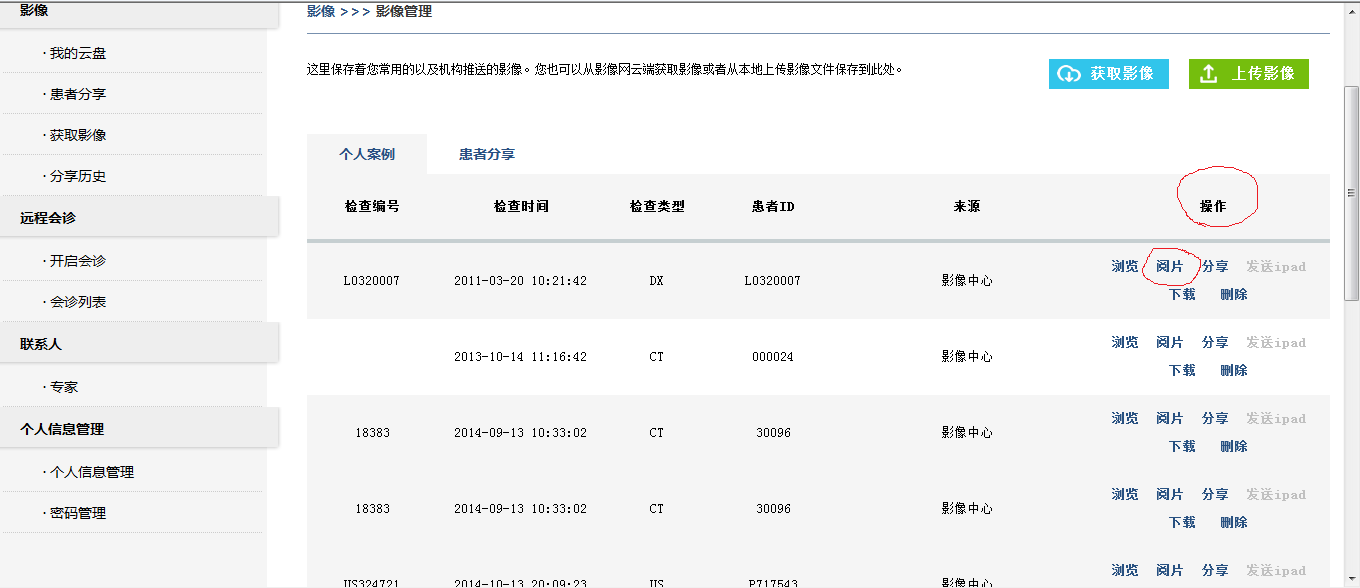 影像
·我的云盘
·患者分享
·获取影像
·分享历史
远程会诊
·开启会诊
·会诊列表
联系人
·专家
个人信息管理
·个人信息管理
·密码管理
影像 >>> 影像管理
这里保存着您常用的以及机构推送的影像。您也可以从影像网云端获取影像或者从本地上传影像文件保存到此处。
获取影像 上传影像
个人案例 患者分享
检查编号 检查时间 检查类型 患者ID 来源 操作
L0320007 2011-03-20 10:21:42 DX L0320007 影像中心 浏览 阅片 分享 发送ipad
下载 删除
2013-10-14 11:16:42 CT 000024 影像中心 浏览 阅片 分享 发送ipad
下载 删除
18383 2014-09-13 10:33:02 CT 30096 影像中心 浏览 阅片 分享 发送ipad
下载 删除
18383 2014-09-13 10:33:02 CT 30096 影像中心 浏览 阅片 分享 发送ipad
下载 删除
US324721 2014-10-13 20:09:23 US P717543 影像中心 浏览 阅片 分享 发送ipad